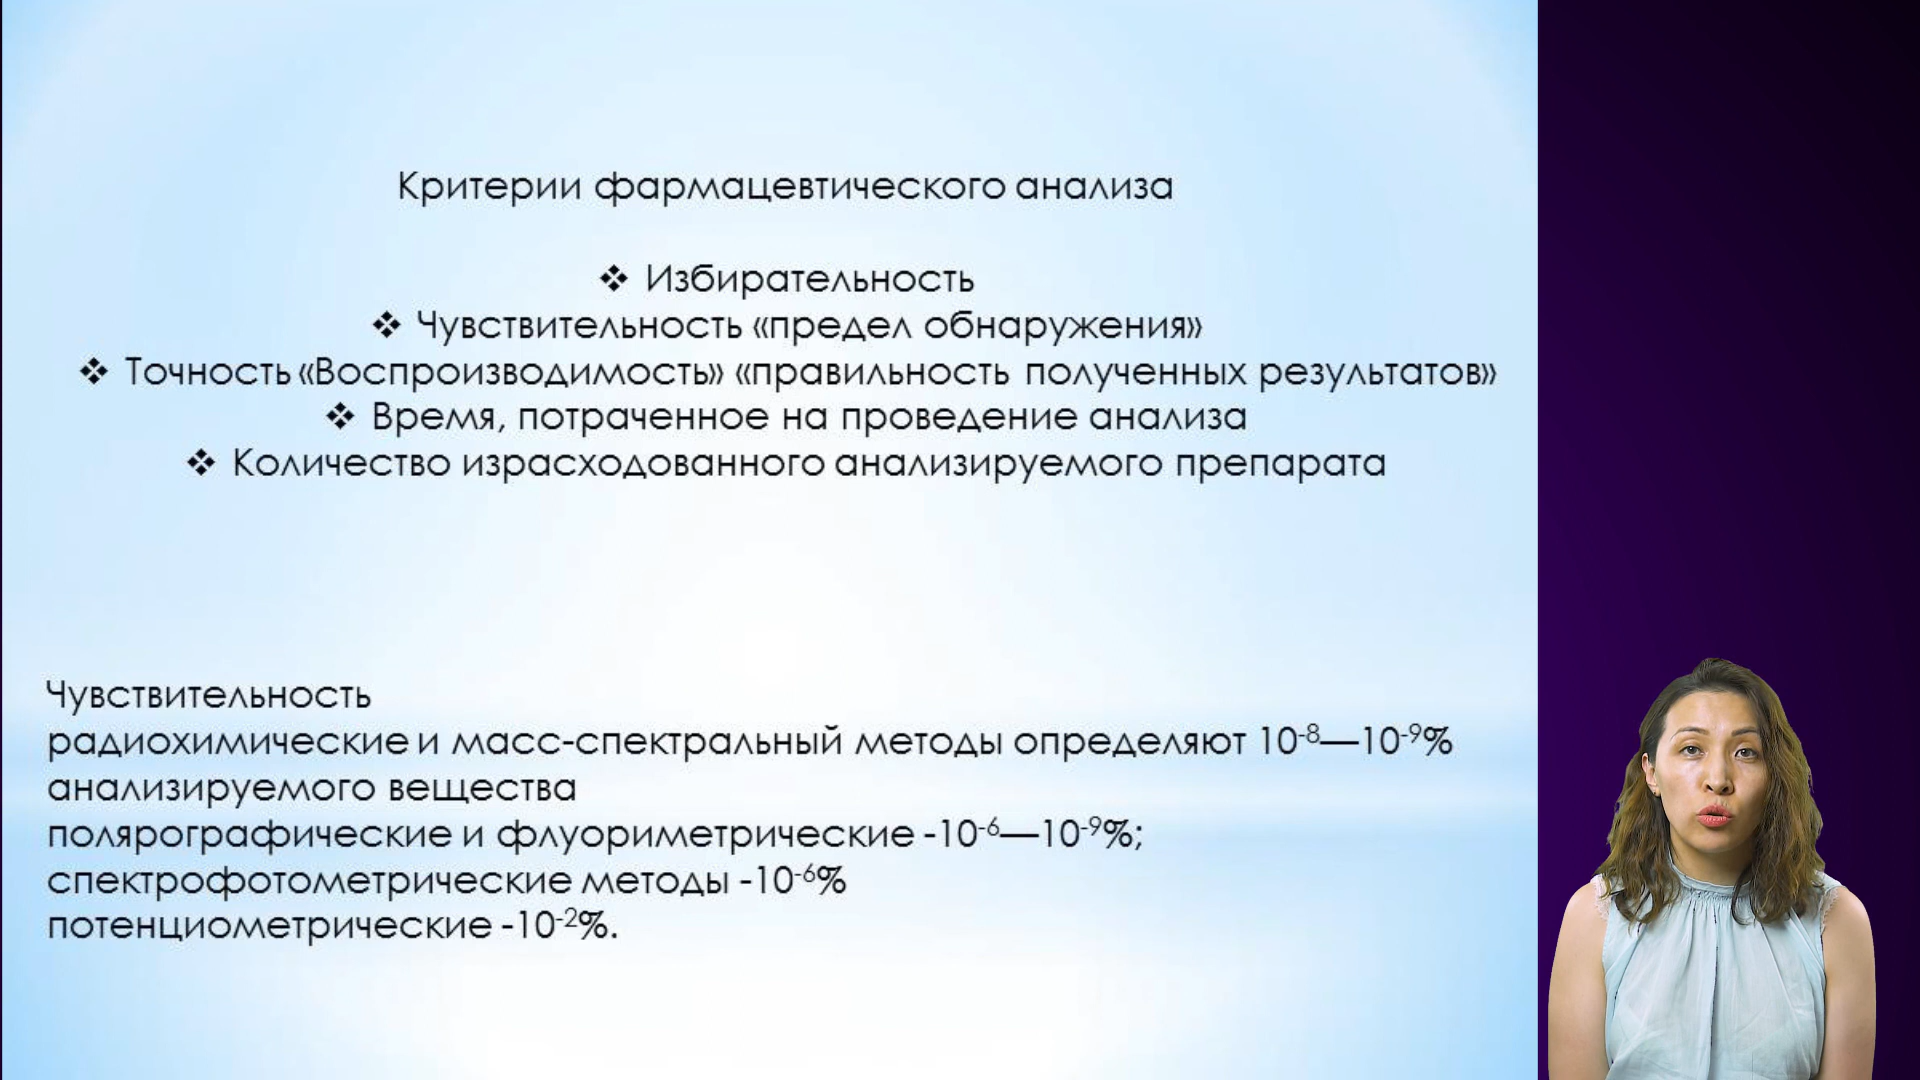 Критерии фармацевтического анализа
❖ Избирательность
❖ Чувствительность «предел обнаружения»
❖ Точность «Воспроизводимость» «правильность полученных результатов»
❖ Время, потраченное на проведение анализа
❖ Количество израсходованного анализируемого препарата
Чувствительность
радиохимические и масс-спектральный методы определяют 10⁻⁸—10⁻⁹%
анализируемого вещества
полярографические и флуориметрические -10⁻⁶—10⁻⁹%;
спектрофотометрические методы -10⁻⁶%
потенциометрические -10⁻²%.